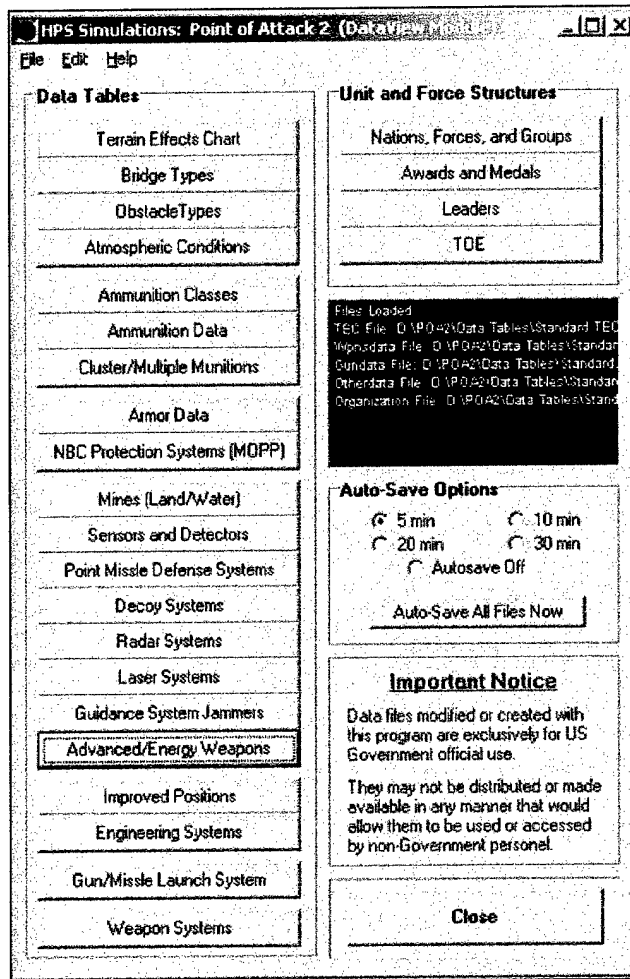 HPS Simulations: Point of Attack 2 (Dataview
File Edit Help
Data Tables
Terrain Effects Chart
Bridge Types
ObstacleTypes
Atmospheric Conditions
Ammunition Classes
Ammunition Data
Cluster/Multiple Munitions
Armor Data
NBC Protection Systems (MOPP)
Mines (Land/Water)
Sensors and Detectors
Point Missle Defense Systems
Decoy Systems
Radar Systems
Laser Systems
Guidance System Jammers
Advanced/Energy Weapons
Improved Positions
Engineering Systems
Gun/Missle Launch System
Weapon Systems
Unit and Force Structures
Nations, Forces, and Groups
Awards and Medals
Leaders
TOE
Files Loaded
TEC File: D:\POA2\Data Tables\Standard.TEC
Wpnsdata File: D:\POA2\Data Tables\Standar
Gundata File: D:\POA2\Data Tables\Standard.
Otherdata File: D:\POA2\Data Tables\Standar
Organization File: D:\POA2\Data Tables\Stand
Auto-Save Options
5 min 10 min
20 min 30 min
Autosave Off
Auto-Save All Files Now
Important Notice
Data files modified or created with
this program are exclusively for US
Government official use.
They may not be distributed or made
available in any manner that would
allow them to be used or accessed
by non-Government personal.
Close